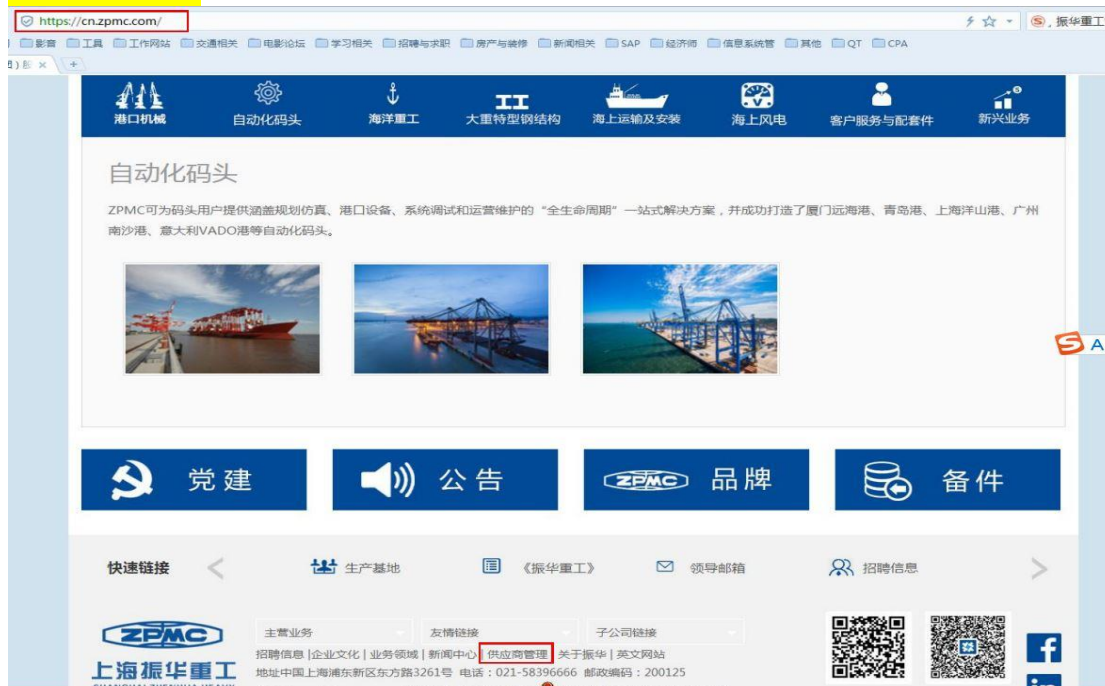 https://cn.zpmc.com/ 振华重工
影音 工具 工作网站 交通相关 电影论坛 学习相关 招聘与求职 房产与装修 新闻相关 SAP 经济师 信息系统管 其他 QT CPA
港口机械 自动化码头 海洋重工 大重特型钢结构 海上运输及安装 海上风电 客户服务与配套件 新兴业务
自动化码头
ZPMC可为码头用户提供涵盖规划仿真、港口设备、系统调试和运营维护的“全生命周期”一站式解决方案，并成功打造了厦门远海港、青岛港、上海洋山港、广州
南沙港、意大利VADO港等自动化码头。
党建 公告 ZPMC 品牌 备件
快速链接 生产基地 《振华重工》 领导邮箱 招聘信息
ZPMC 主营业务 友情链接 子公司链接
招聘信息|企业文化|业务领域|新闻中心|供应商管理 关于振华|英文网站
上海振华重工 地址中国上海浦东新区东方路3261号 电话：021-58396666 邮政编码：200125